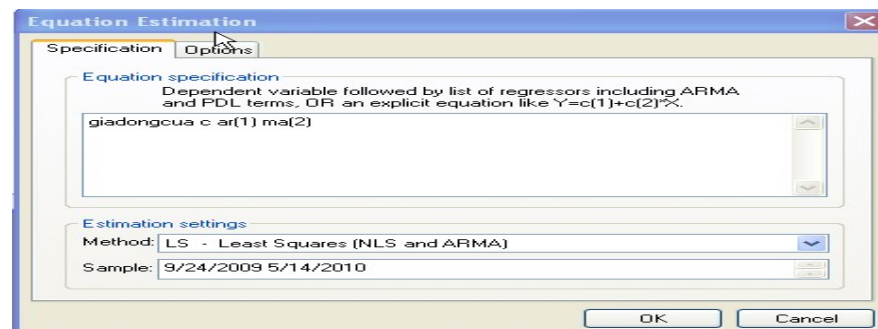 Equation Estimation
Specification Options
Equation specification
Dependent variable followed by list of regressors including ARMA
and PDL terms, OR an explicit equation like Y=c(1)+c(2)*X.
giadongcua c ar(1) ma(2)
Estimation settings
Method: LS - Least Squares (NLS and ARMA)
Sample: 9/24/2009 5/14/2010
OK Cancel